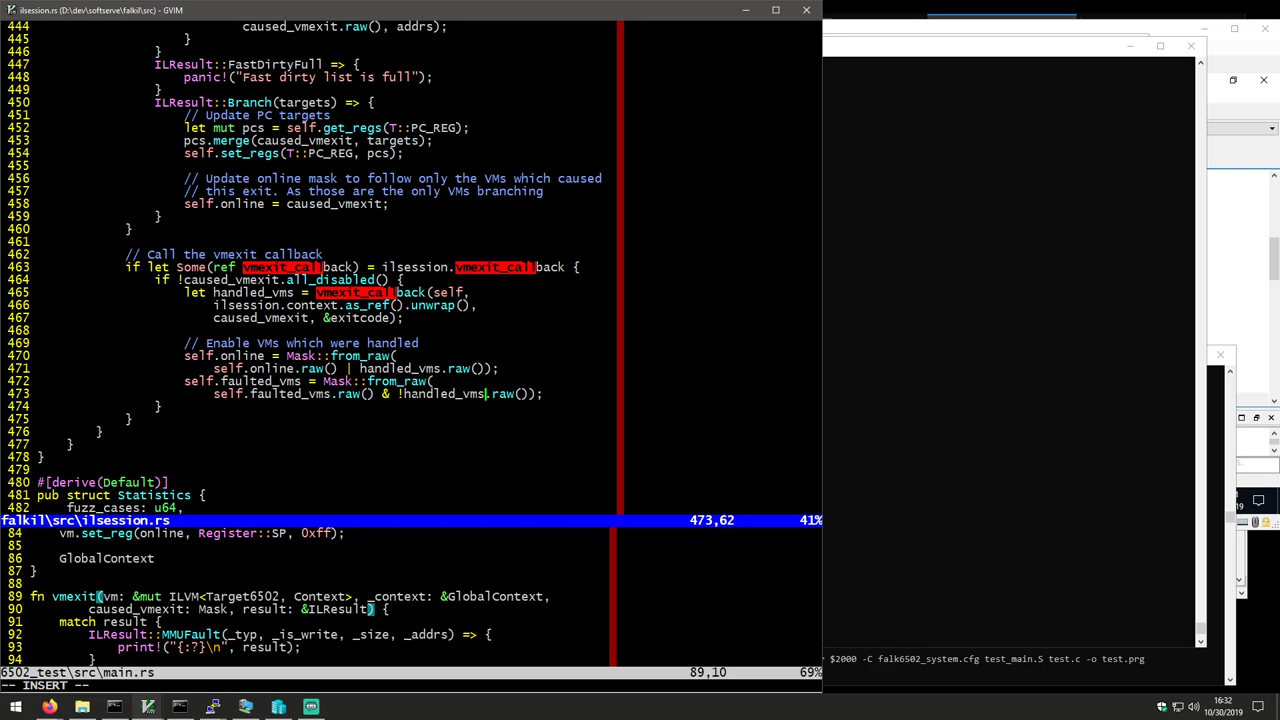 ilsession.rs (D:\dev\softserve\falkil\src) - GVIM
444                             caused_vmexit.raw(), addrs);
445                     }
446                 }
447                 ILResult::FastDirtyFull => {
448                     panic!("Fast dirty list is full");
449                 }
450                 ILResult::Branch(targets) => {
451                     // Update PC targets
452                     let mut pcs = self.get_regs(T::PC_REG);
453                     pcs.merge(caused_vmexit, targets);
454                     self.set_regs(T::PC_REG, pcs);
455
456                     // Update online mask to follow only the VMs which caused
457                     // this exit. As those are the only VMs branching
458                     self.online = caused_vmexit;
459                 }
460             }
461
462             // Call the vmexit callback
463             if let Some(ref vmexit_callback) = ilsession.vmexit_callback {
464                 if !caused_vmexit.all_disabled() {
465                     let handled_vms = vmexit_callback(self,
466                         ilsession.context.as_ref().unwrap(),
467                         caused_vmexit, &exitcode);
468
469                     // Enable VMs which were handled
470                     self.online = Mask::from_raw(
471                         self.online.raw() | handled_vms.raw());
472                     self.faulted_vms = Mask::from_raw(
473                         self.faulted_vms.raw() & !handled_vms.raw());
474                 }
475             }
476         }
477     }
478 }
479
480 #[derive(Default)]
481 pub struct Statistics {
482     fuzz_cases: u64,
falkil\src\ilsession.rs 473,62 41%
84     vm.set_reg(online, Register::SP, 0xff);
85
86     GlobalContext
87 }
88
89 fn vmexit(vm: &mut ILVM<Target6502, Context>, _context: &GlobalContext,
90         caused_vmexit: Mask, result: &ILResult) {
91     match result {
92         ILResult::MMUFault(_typ, _is_write, _size, _addrs) => {
93             print!("{:?}\n", result);
94         }
6502_test\src\main.rs 89,10 69%
-- INSERT --
$2000 -C falk6502_system.cfg test_main.S test.c -o test.prg
16:32
10/30/2019